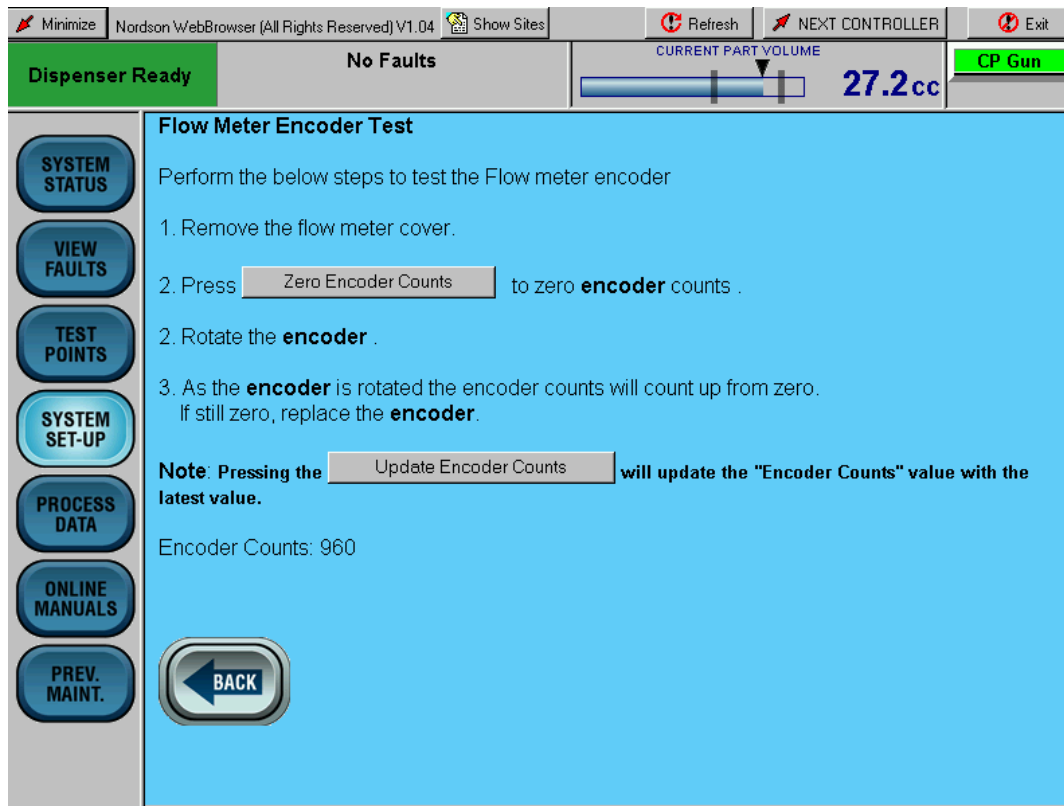 Minimize
Nordson WebBrowser (All Rights Reserved) V1.04
Show Sites
Refresh
NEXT CONTROLLER
Exit
Dispenser Ready
No Faults
CURRENT PART VOLUME
27.2cc
CP Gun
SYSTEM
STATUS
VIEW
FAULTS
TEST
POINTS
SYSTEM
SET-UP
PROCESS
DATA
ONLINE
MANUALS
PREV.
MAINT.
Flow Meter Encoder Test
Perform the below steps to test the Flow meter encoder
1. Remove the flow meter cover.
2. Press Zero Encoder Counts to zero encoder counts .
2. Rotate the encoder .
3. As the encoder is rotated the encoder counts will count up from zero.
If still zero, replace the encoder.
Note: Pressing the Update Encoder Counts will update the "Encoder Counts" value with the
latest value.
Encoder Counts: 960
BACK